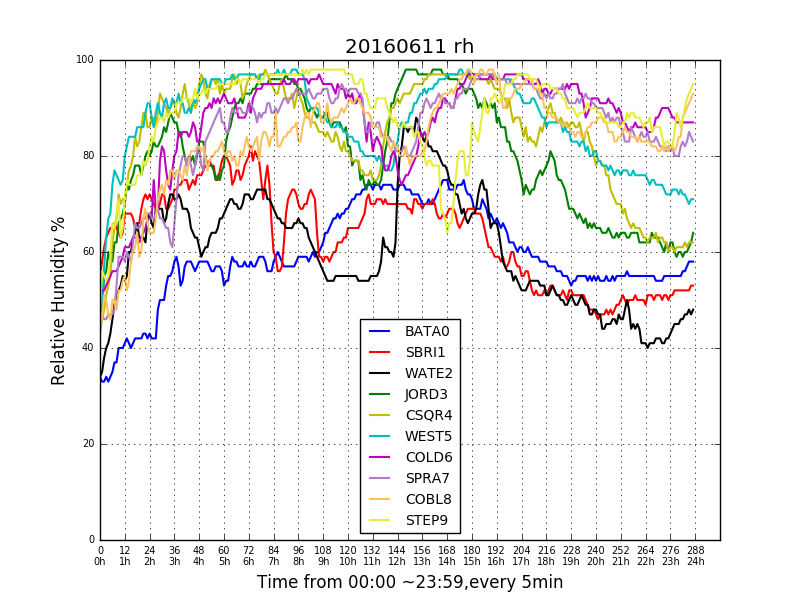 20160611 rh
Relative Humidity %
100
80
60
40
20
0
BATA0
SBRI1
WATE2
JORD3
CSQR4
WEST5
COLD6
SPRA7
COBL8
STEP9
0 12 24 36 48 60 72 84 96 108 120 132 144 156 168 180 192 204 216 228 240 252 264 276 288
0h 1h 2h 3h 4h 5h 6h 7h 8h 9h 10h 11h 12h 13h 14h 15h 16h 17h 18h 19h 20h 21h 22h 23h 24h
Time from 00:00 ~23:59,every 5min